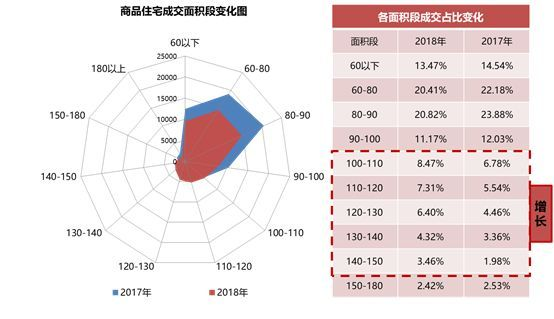 商品住宅成交面积段变化图
60以下
60-80
80-90
90-100
100-110
110-120
120-130
130-140
140-150
150-180
180以上
25000
20000
15000
10000
5000
0
2017年
2018年
各面积段成交占比变化
面积段 2018年 2017年
60以下 13.47% 14.54%
60-80 20.41% 22.18%
80-90 20.82% 23.88%
90-100 11.17% 12.03%
100-110 8.47% 6.78%
110-120 7.31% 5.54%
120-130 6.40% 4.46%
130-140 4.32% 3.36%
140-150 3.46% 1.98%
150-180 2.42% 2.53%
增长